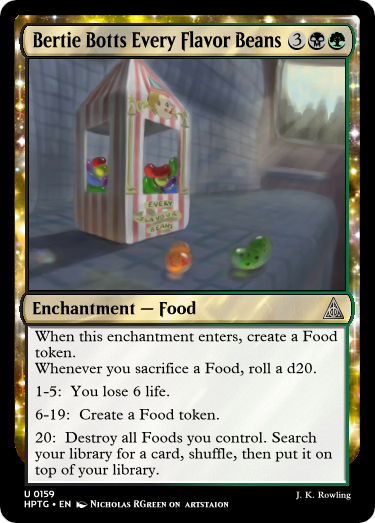 Bertie Botts Every Flavor Beans 3
EVERY
FLAVOUR
BEANS
Enchantment — Food
When this enchantment enters, create a Food
token.
Whenever you sacrifice a Food, roll a d20.
1-5: You lose 6 life.
6-19: Create a Food token.
20: Destroy all Foods you control. Search
your library for a card, shuffle, then put it on
top of your library.
U 0159
J. K. Rowling
HPTG • EN Nicholas RGreen on artstaion